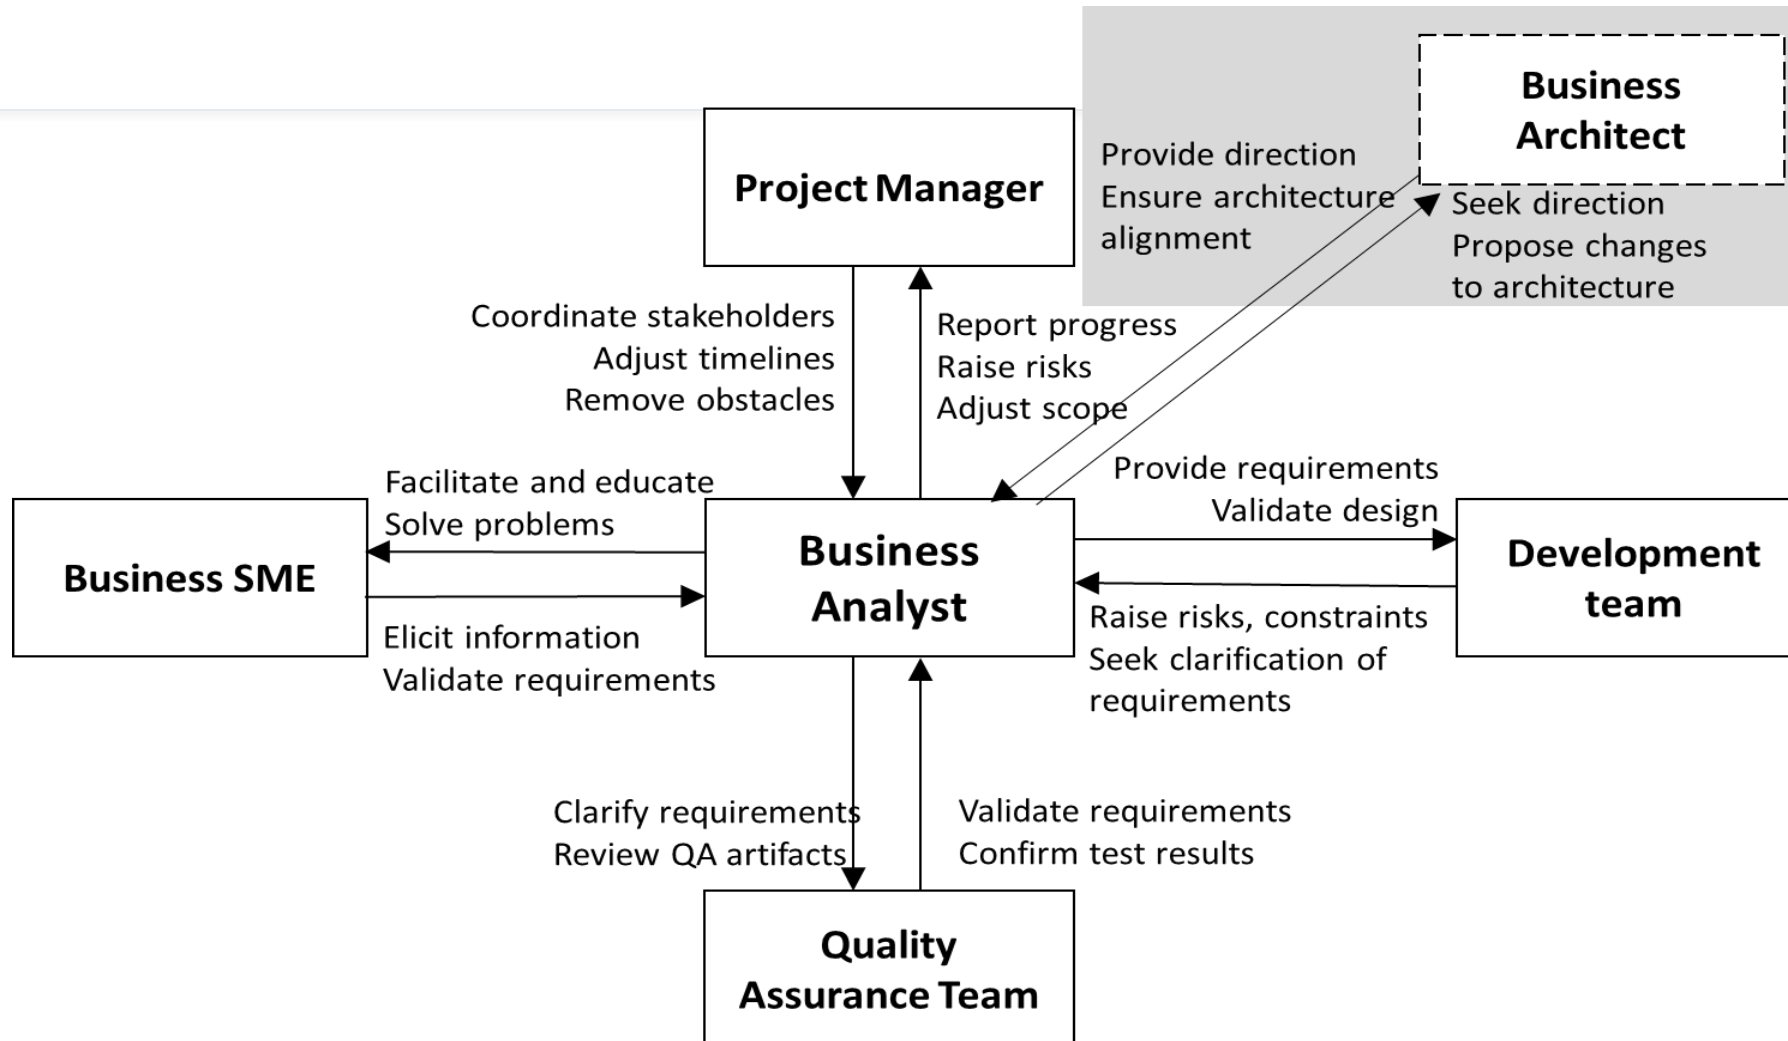 Business
Architect
Project Manager
Provide direction
Ensure architecture
alignment
Seek direction
Propose changes
to architecture
Coordinate stakeholders
Adjust timelines
Remove obstacles
Report progress
Raise risks
Adjust scope
Facilitate and educate
Solve problems
Provide requirements
Validate design
Business SME
Business
Analyst
Development
team
Elicit information
Validate requirements
Raise risks, constraints
Seek clarification of
requirements
Clarify requirements
Review QA artifacts
Validate requirements
Confirm test results
Quality
Assurance Team